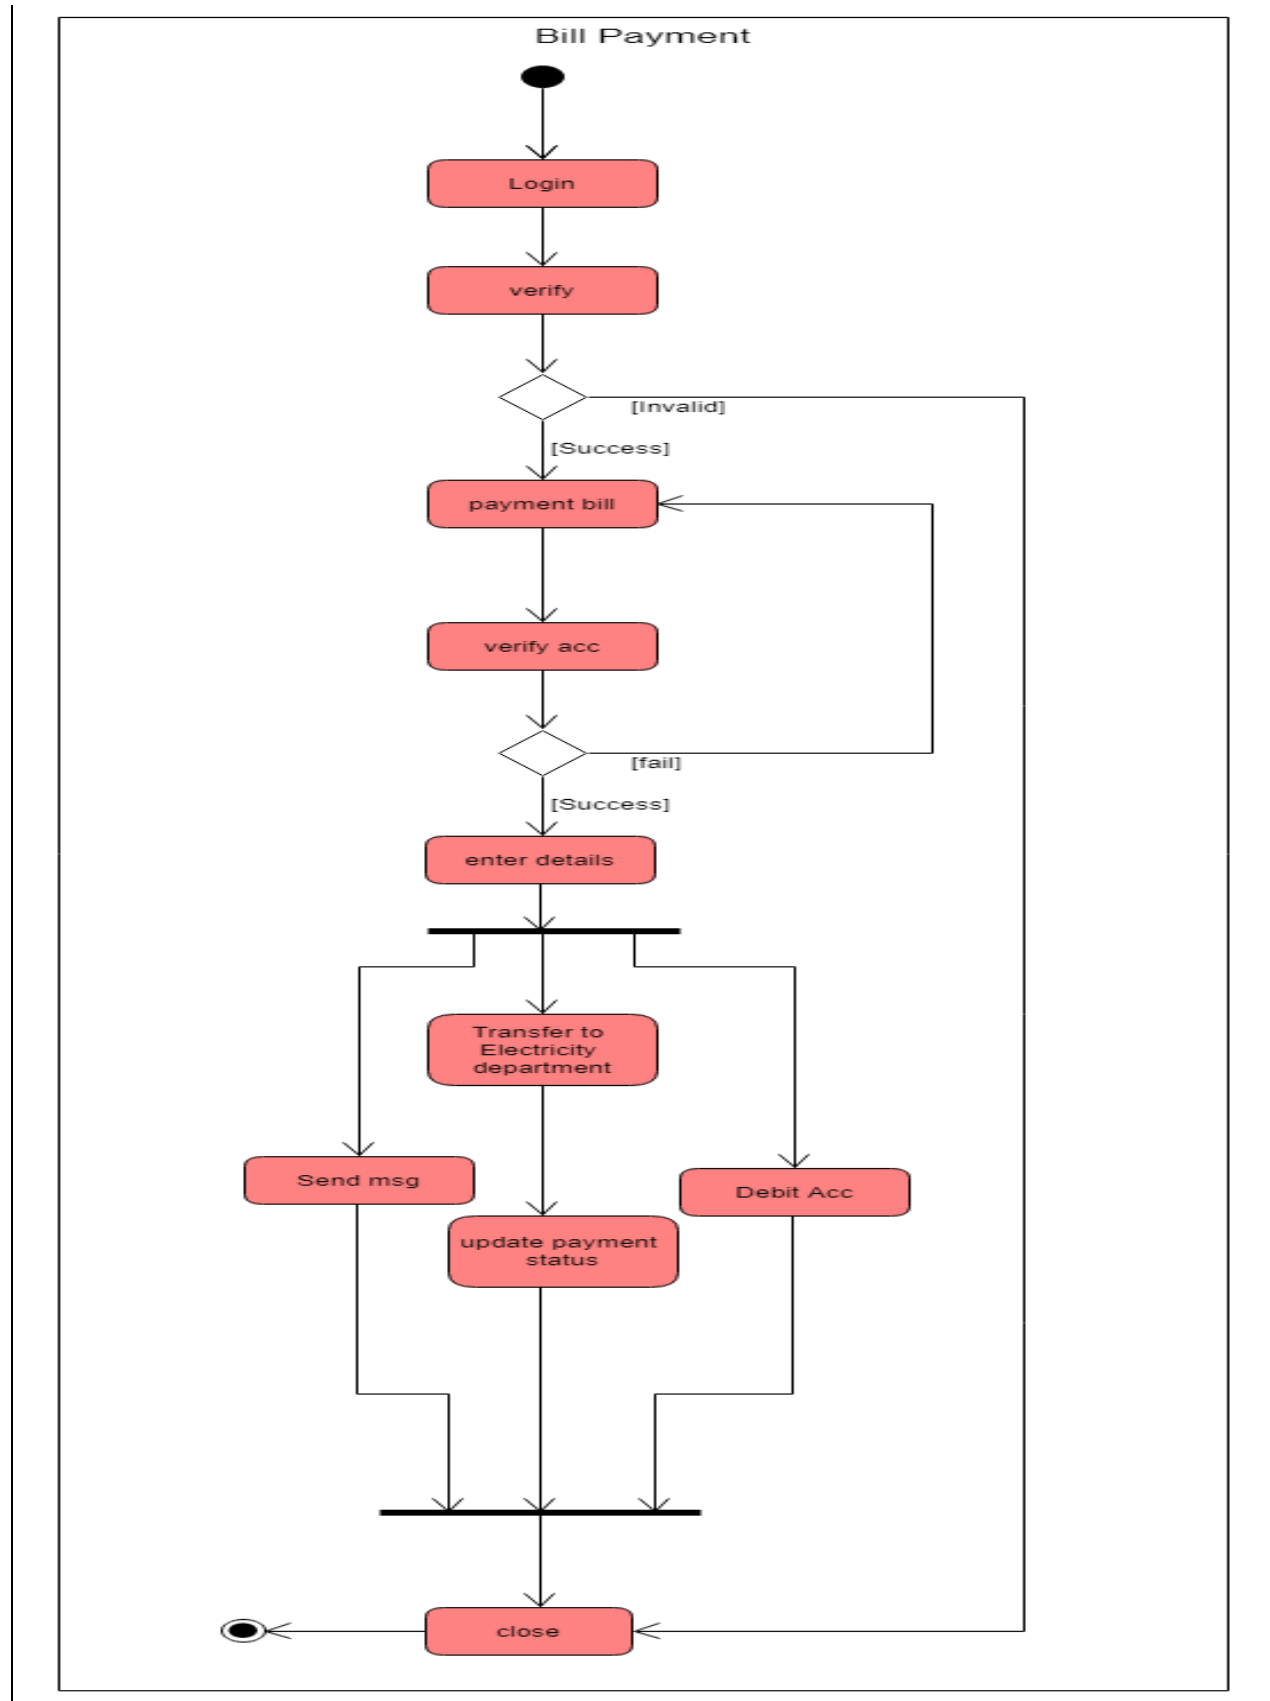 Bill Payment
Login
verify
[Invalid]
[Success]
payment bill
verify acc
[fail]
[Success]
enter details
Transfer to
Electricity
department
Send msg
Debit Acc
update payment
status
close